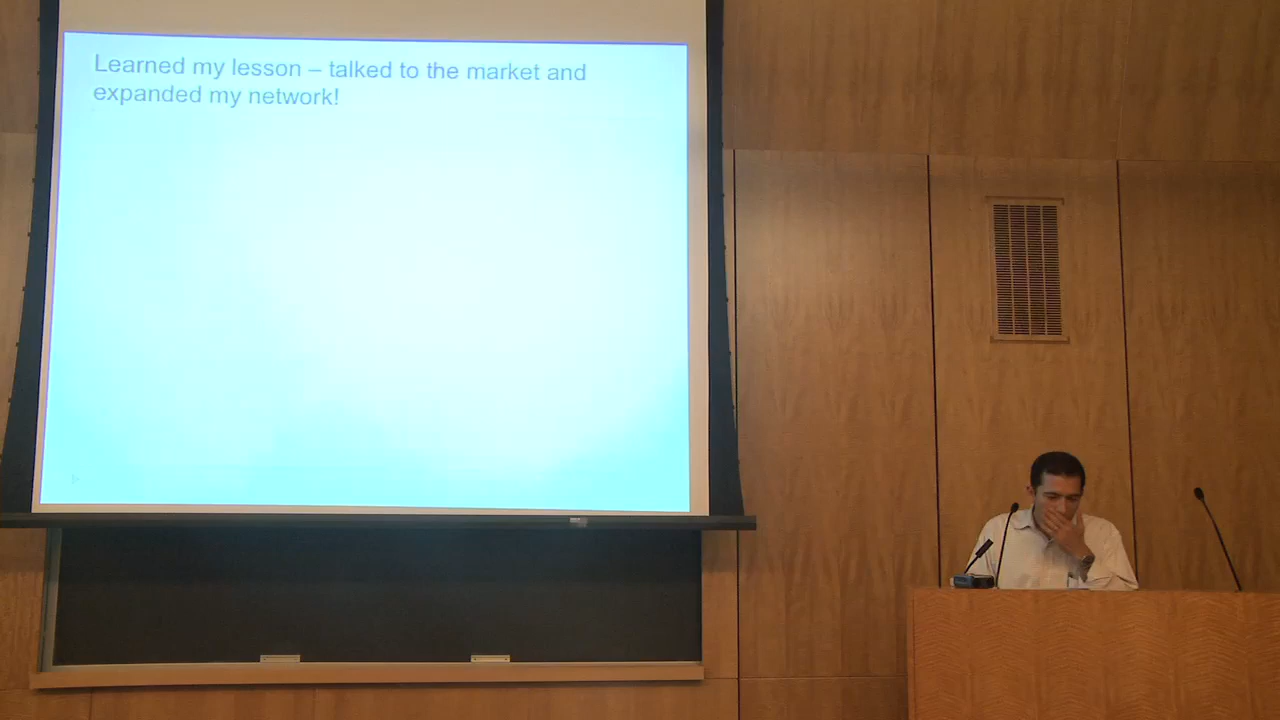 Learned my lesson – talked to the market and
expanded my network!